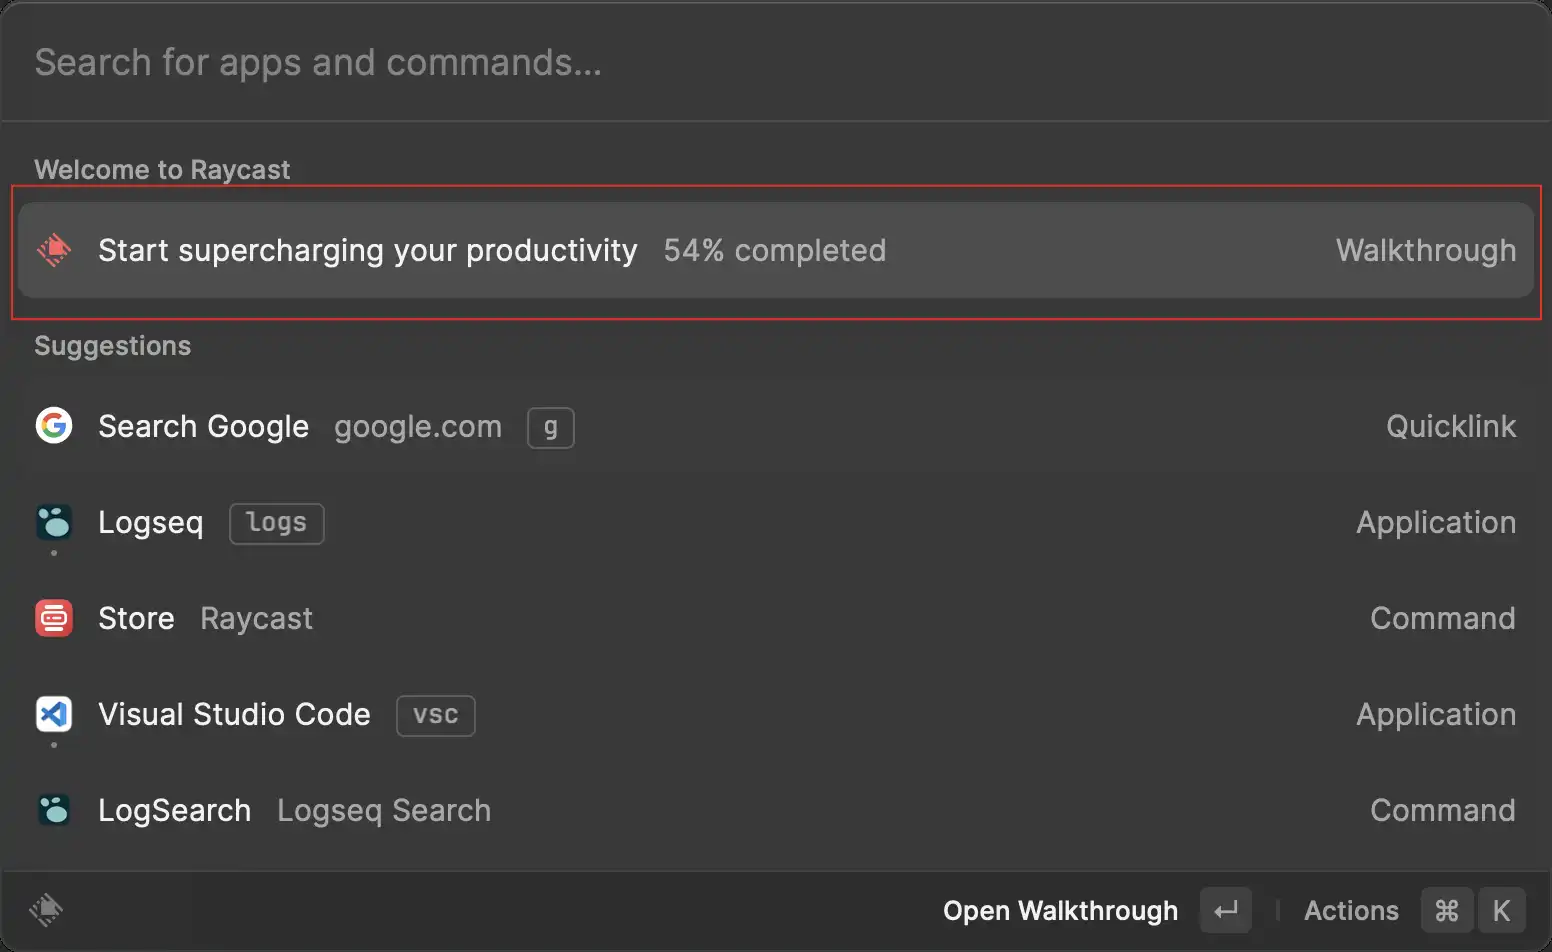 Search for apps and commands...
Welcome to Raycast
Start supercharging your productivity 54% completed Walkthrough
Suggestions
Search Google google.com g Quicklink
Logseq logs Application
Store Raycast Command
Visual Studio Code vsc Application
LogSearch Logseq Search Command
Open Walkthrough ↵ | Actions ⌘ K